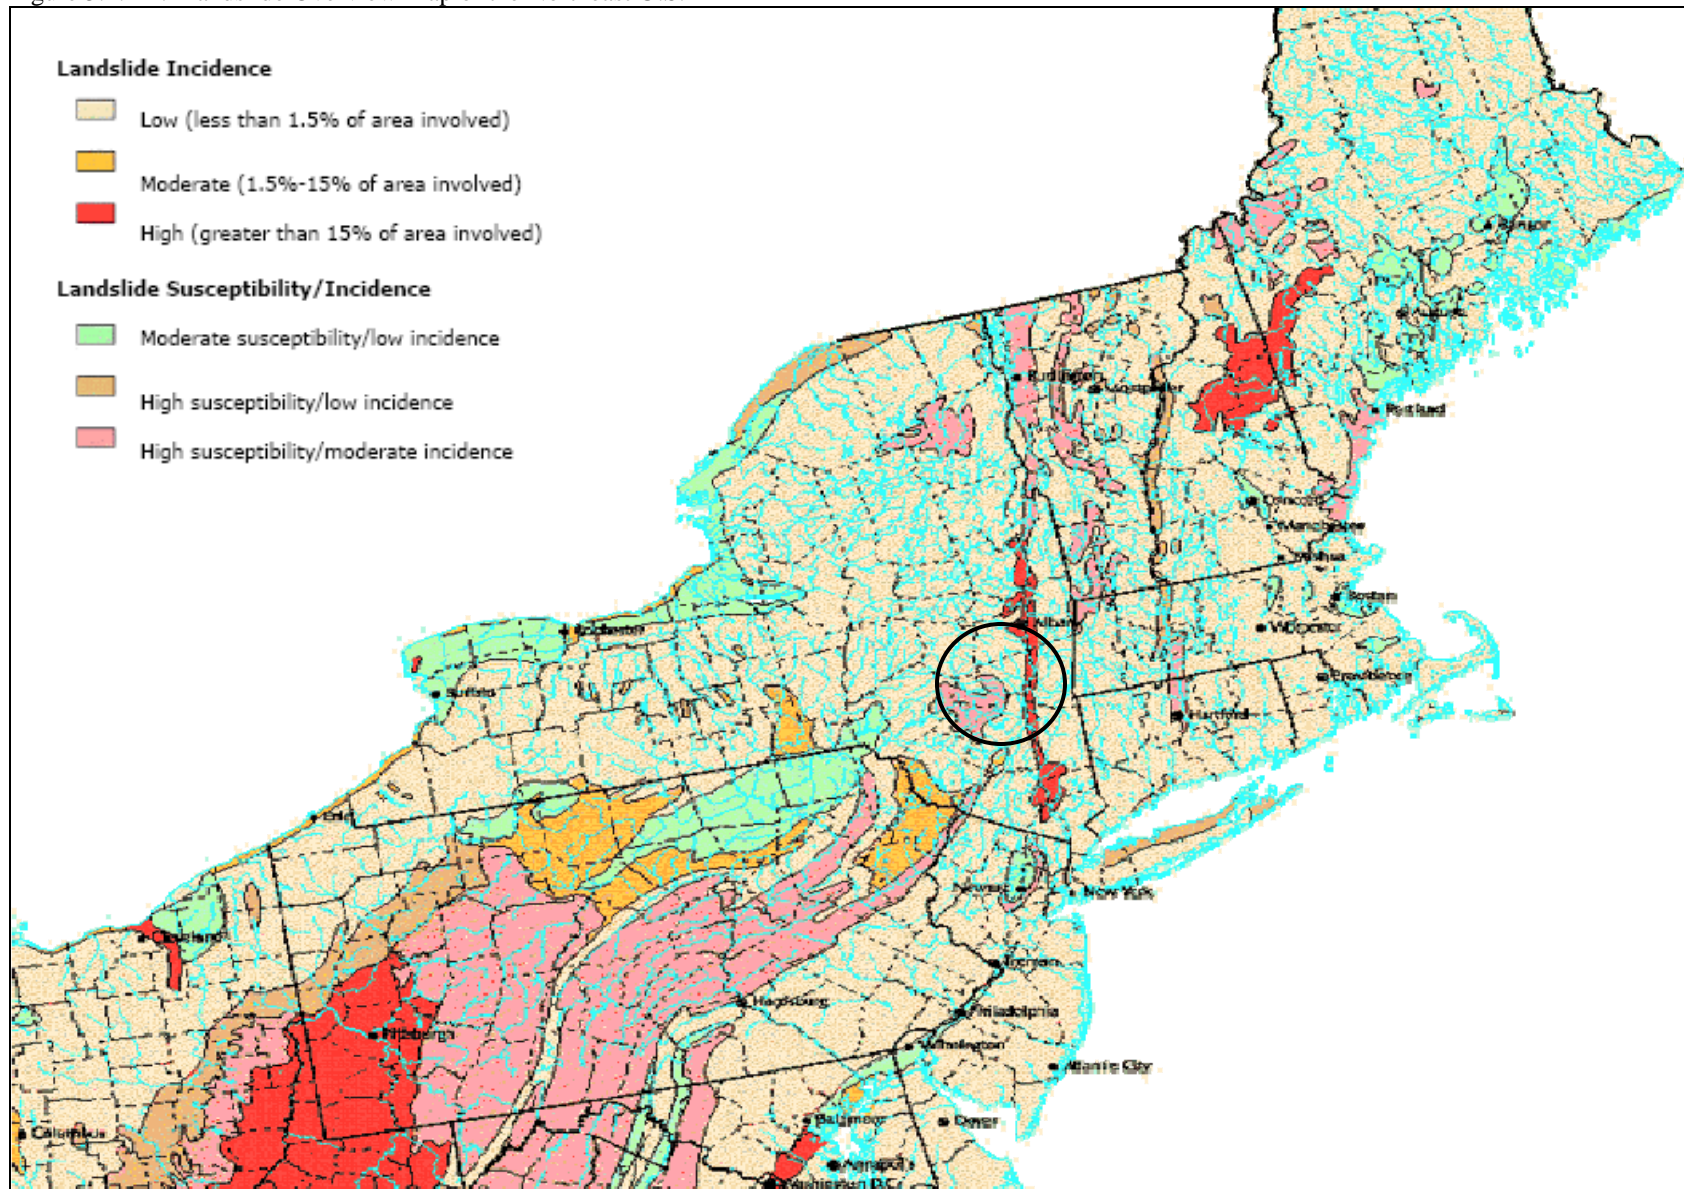 Landslide Incidence
Low (less than 1.5% of area involved)
Moderate (1.5%-15% of area involved)
High (greater than 15% of area involved)
Landslide Susceptibility/Incidence
Moderate susceptibility/low incidence
High susceptibility/low incidence
High susceptibility/moderate incidence
Bangor
Augusta
Burlington
Montpelier
Portland
Concord
Manchester
Nashua
Boston
Albany
Rochester
Worcester
Providence
Buffalo
Hartford
Erie
Newark
New York
Cleveland
Trenton
Harrisburg
Philadelphia
Pittsburgh
Wilmington
Atlantic City
Baltimore
Dover
Columbus
Annapolis
Washington D.C.